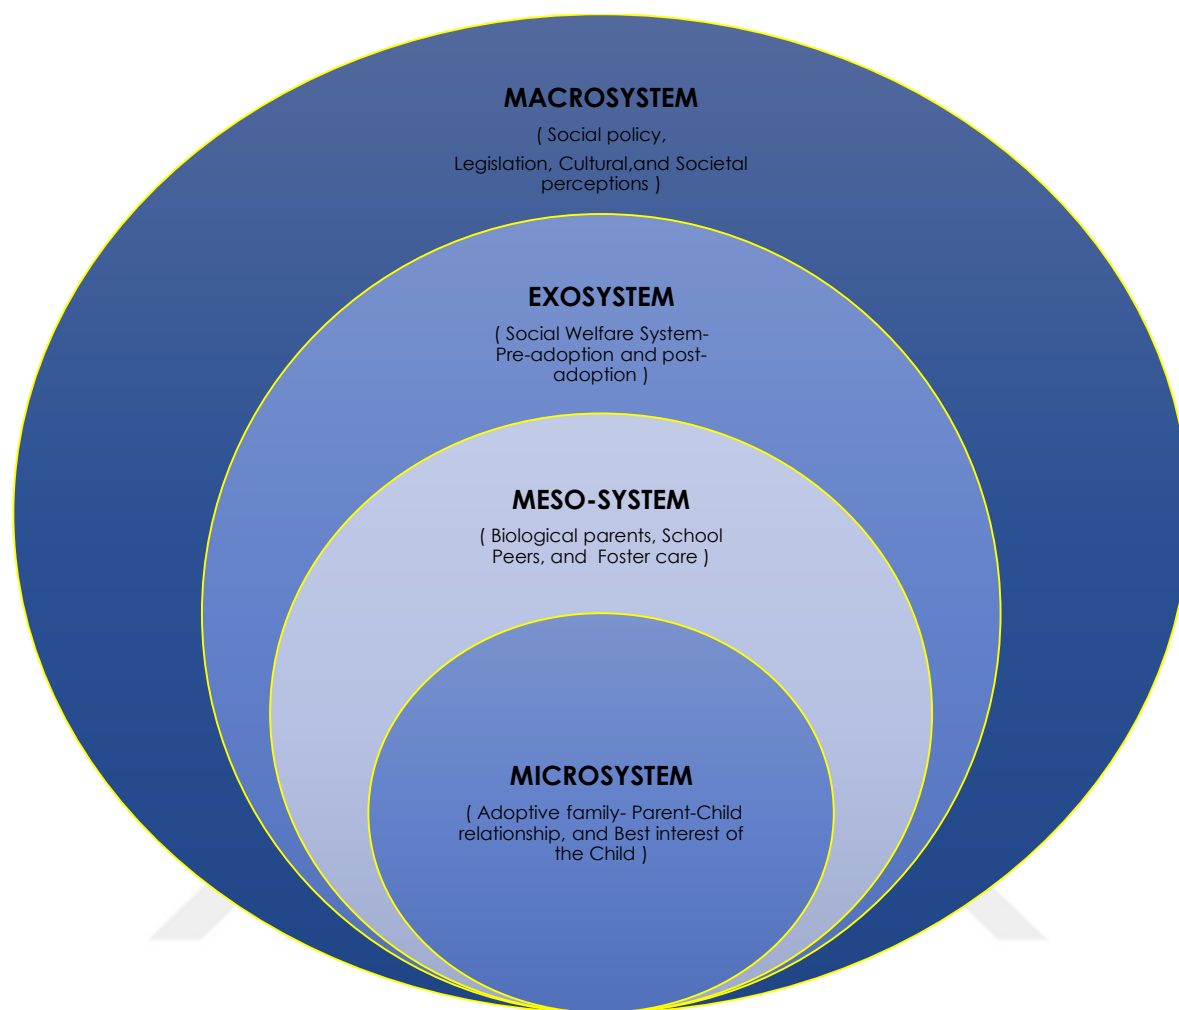 MACROSYSTEM
( Social policy,
Legislation, Cultural,and Societal
perceptions )
EXOSYSTEM
( Social Welfare System-
Pre-adoption and post-
adoption )
MESO-SYSTEM
( Biological parents, School
Peers, and  Foster care )
MICROSYSTEM
( Adoptive family- Parent-Child
relationship, and Best interest of
the Child )